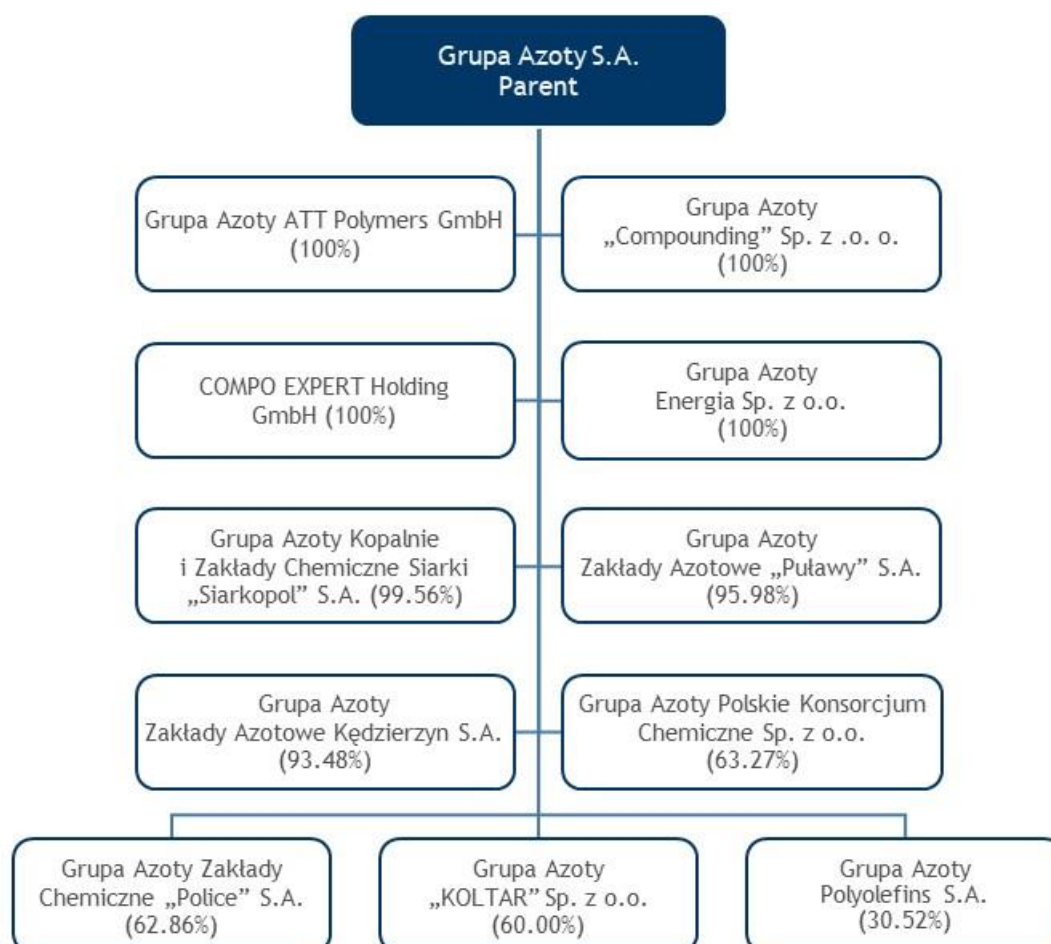 Grupa Azoty S.A.
Parent
Grupa Azoty ATT Polymers GmbH
(100%)
Grupa Azoty
„Compounding” Sp. z .o. o.
(100%)
COMPO EXPERT Holding
GmbH (100%)
Grupa Azoty
Energia Sp. z o.o.
(100%)
Grupa Azoty Kopalnie
i Zakłady Chemiczne Siarki
„Siarkopol” S.A. (99.56%)
Grupa Azoty
Zakłady Azotowe „Puławy” S.A.
(95.98%)
Grupa Azoty
Zakłady Azotowe Kędzierzyn S.A.
(93.48%)
Grupa Azoty Polskie Konsorcjum
Chemiczne Sp. z o.o.
(63.27%)
Grupa Azoty Zakłady
Chemiczne „Police” S.A.
(62.86%)
Grupa Azoty
„KOLTAR” Sp. z o.o.
(60.00%)
Grupa Azoty
Polyolefins S.A.
(30.52%)